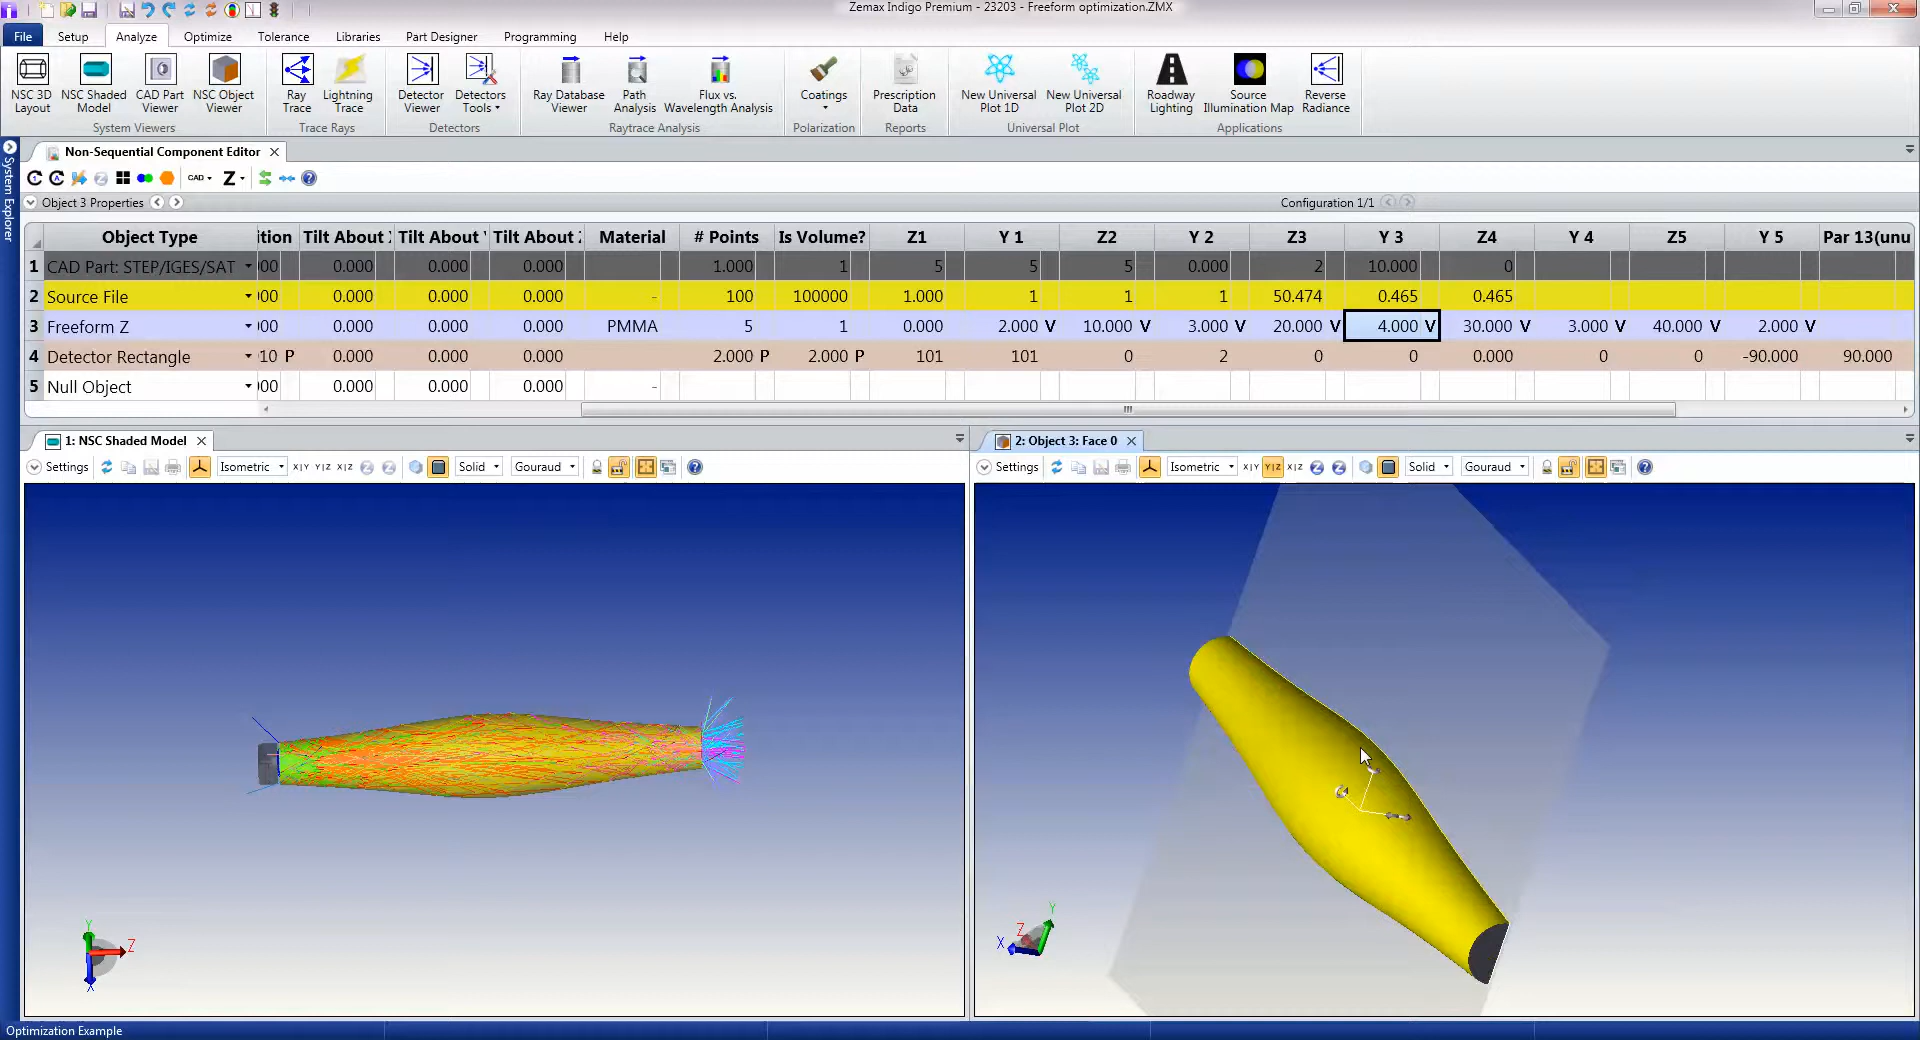 Zemax Indigo Premium - 23203 - Freeform optimization.ZMX
File Setup Analyze Optimize Tolerance Libraries Part Designer Programming Help
NSC 3D Layout
NSC Shaded Model
CAD Part Viewer
NSC Object Viewer
Ray Trace
Lightning Trace
Detector Viewer
Detectors Tools
Ray Database Viewer
Path Analysis
Flux vs. Wavelength Analysis
Coatings
Prescription Data
New Universal Plot 1D
New Universal Plot 2D
Roadway Lighting
Source Illumination Map
Reverse Radiance
System Viewers Trace Rays Detectors Raytrace Analysis Polarization Reports Universal Plot Applications
System Explorer
Non-Sequential Component Editor
CAD Z
Object 3 Properties Configuration 1/1
Object Type ition Tilt About Tilt About Tilt About Material # Points Is Volume? Z1 Y 1 Z2 Y 2 Z3 Y 3 Z4 Y 4 Z5 Y 5 Par 13(unu
1 CAD Part: STEP/IGES/SAT 000 0.000 0.000 0.000 1.000 1 5 5 5 0.000 2 10.000 0
2 Source File 000 0.000 0.000 0.000 - 100 100000 1.000 1 1 1 50.474 0.465 0.465
3 Freeform Z 000 0.000 0.000 0.000 PMMA 5 1 0.000 2.000 V 10.000 V 3.000 V 20.000 V 4.000 V 30.000 V 3.000 V 40.000 V 2.000 V
4 Detector Rectangle 10 P 0.000 0.000 0.000 2.000 P 2.000 P 101 101 0 2 0 0 0.000 0 0 -90.000 90.000
5 Null Object 000 0.000 0.000 0.000 -
1: NSC Shaded Model
Settings Isometric X|Y Y|Z X|Z Solid Gouraud
Y
Z
X
2: Object 3: Face 0
Settings Isometric X|Y Y|Z X|Z Solid Gouraud
Y
Z
X
Optimization Example